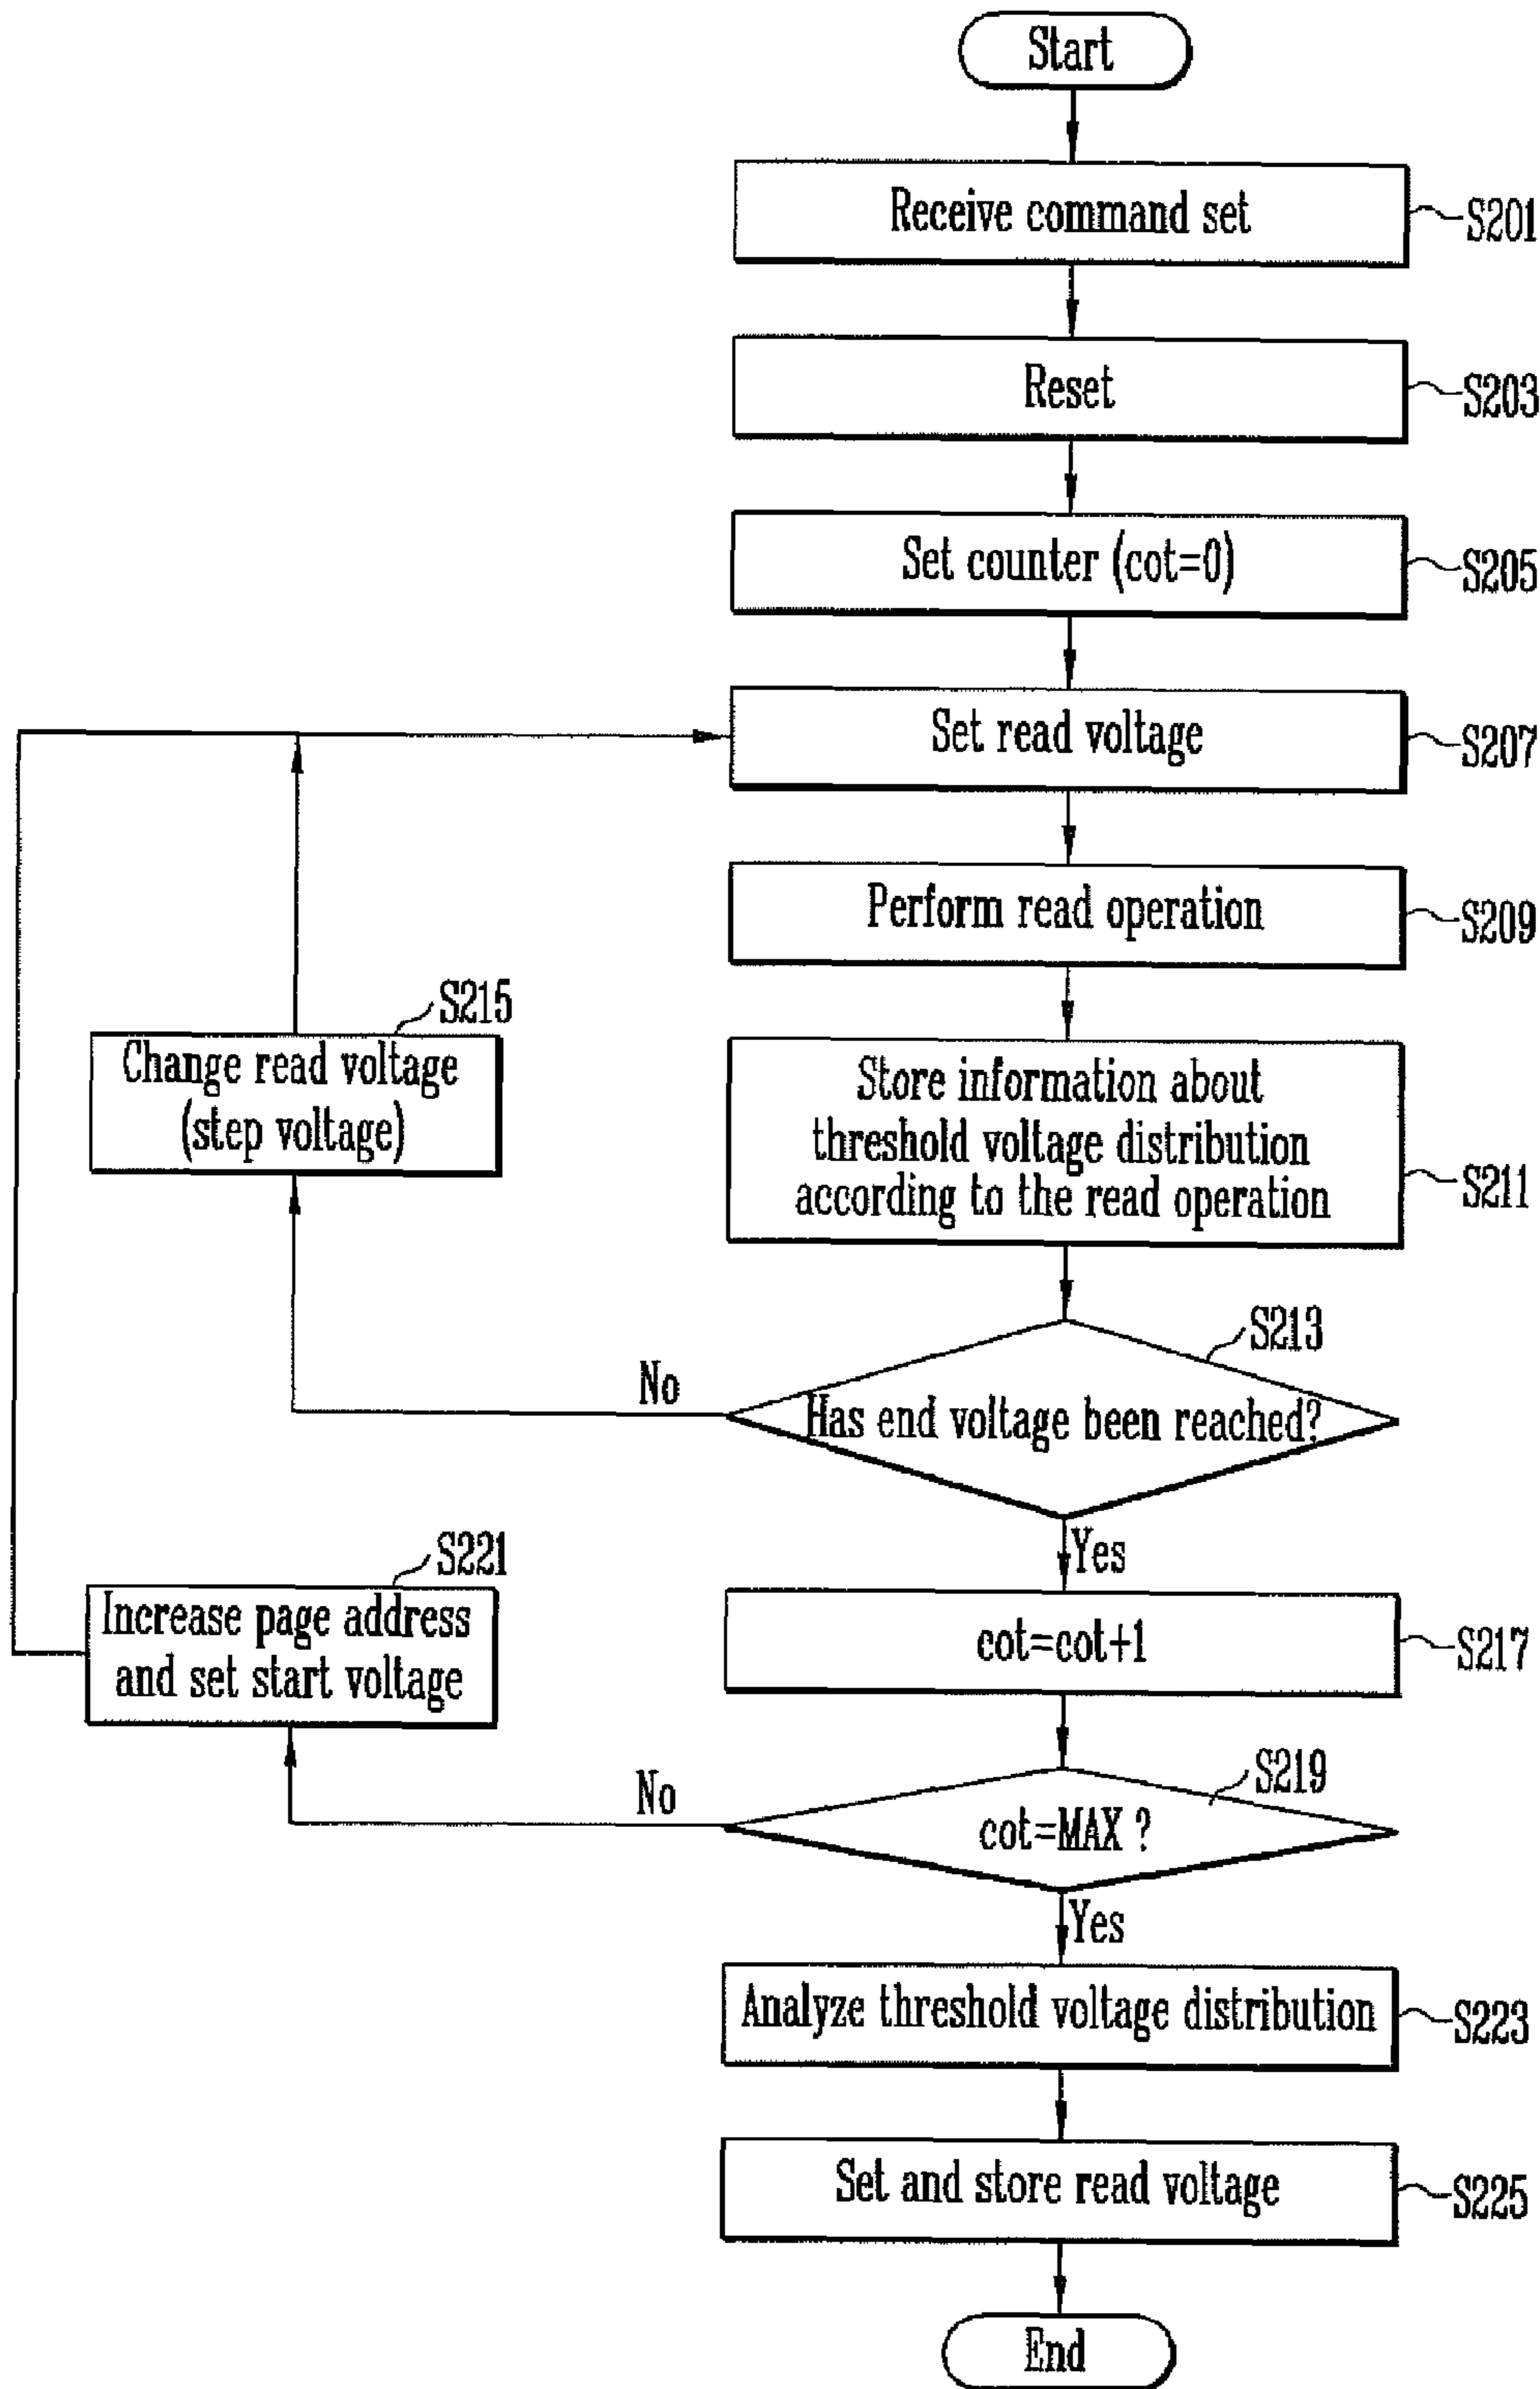 Start
Receive command set
S201
Reset
S203
Set counter (cot=0)
S205
Set read voltage
S207
Perform read operation
S209
S215
Change read voltage
(step voltage)
Store information about
threshold voltage distribution
according to the read operation
S211
S213
No
Has end voltage been reached?
Yes
S221
Increase page address
and set start voltage
cot=cot+1
S217
S219
No
cot=MAX ?
Yes
Analyze threshold voltage distribution
S223
Set and store read voltage
S225
End